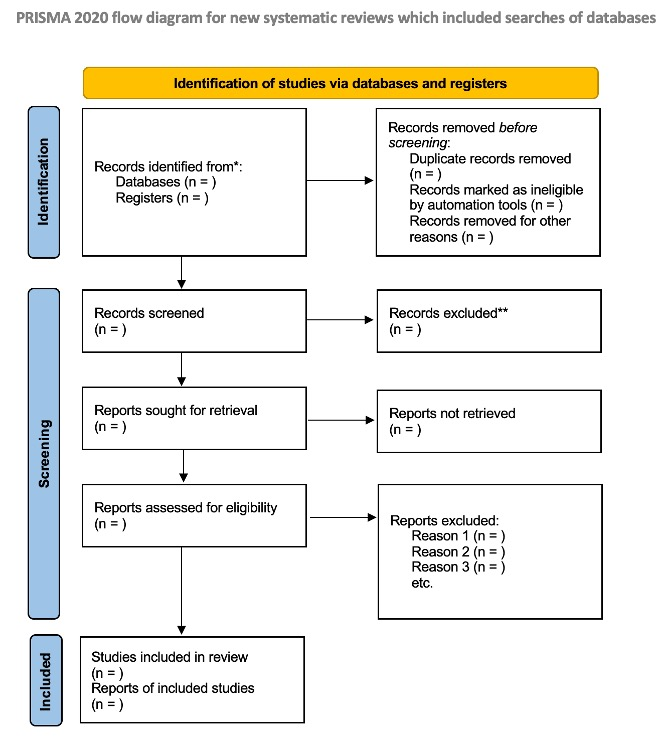 PRISMA 2020 flow diagram for new systematic reviews which included searches of databases
Identification of studies via databases and registers
Identification
Records identified from*:
Databases (n = )
Registers (n = )
Records removed before
screening:
Duplicate records removed
(n = )
Records marked as ineligible
by automation tools (n = )
Records removed for other
reasons (n = )
Screening
Records screened
(n = )
Records excluded**
(n = )
Reports sought for retrieval
(n = )
Reports not retrieved
(n = )
Reports assessed for eligibility
(n = )
Reports excluded:
Reason 1 (n = )
Reason 2 (n = )
Reason 3 (n = )
etc.
Included
Studies included in review
(n = )
Reports of included studies
(n = )